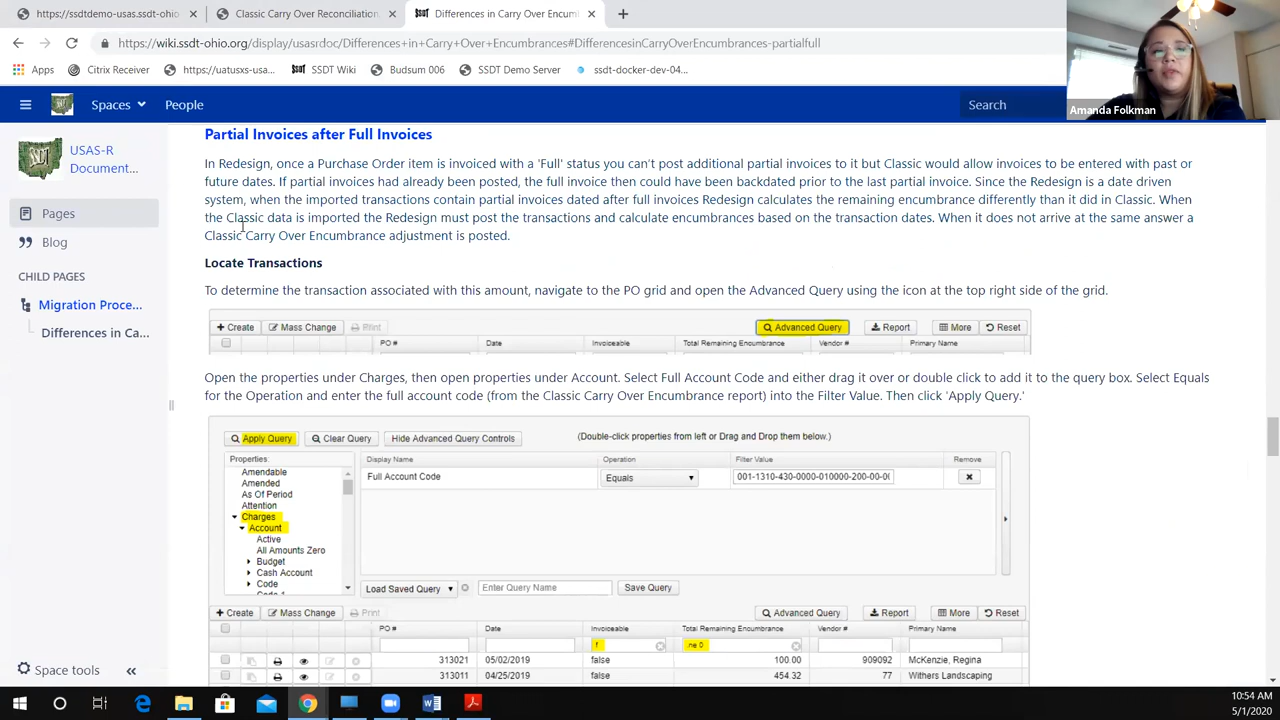 https://ssdtdemo-usas.ssdt-ohio
Classic Carry Over Reconciliation
Differences in Carry Over Encum
https://wiki.ssdt-ohio.org/display/usasrdoc/Differences+in+Carry+Over+Encumbrances#DifferencesinCarryOverEncumbrances-partialfull
Apps
Citrix Receiver
https://uatusxs-usa...
SSDT Wiki
Budsum 006
SSDT Demo Server
ssdt-docker-dev-04...
Amanda Folkman
Spaces
People
Search
USAS-R
Document...
Pages
Blog
CHILD PAGES
Migration Proce...
Differences in Ca...
Space tools
Partial Invoices after Full Invoices
In Redesign, once a Purchase Order item is invoiced with a 'Full' status you can't post additional partial invoices to it but Classic would allow invoices to be entered with past or
future dates. If partial invoices had already been posted, the full invoice then could have been backdated prior to the last partial invoice. Since the Redesign is a date driven
system, when the imported transactions contain partial invoices dated after full invoices Redesign calculates the remaining encumbrance differently than it did in Classic. When
the Classic data is imported the Redesign must post the transactions and calculate encumbrances based on the transaction dates. When it does not arrive at the same answer a
Classic Carry Over Encumbrance adjustment is posted.
Locate Transactions
To determine the transaction associated with this amount, navigate to the PO grid and open the Advanced Query using the icon at the top right side of the grid.
Create Mass Change Print Advanced Query Report More Reset
PO # Date Invoiceable Total Remaining Encumbrance Vendor # Primary Name
Open the properties under Charges, then open properties under Account. Select Full Account Code and either drag it over or double click to add it to the query box. Select Equals
for the Operation and enter the full account code (from the Classic Carry Over Encumbrance report) into the Filter Value. Then click 'Apply Query.'
Apply Query Clear Query Hide Advanced Query Controls (Double-click properties from left or Drag and Drop them below.)
Properties: Display Name Operation Filter Value Remove
Amendable
Full Account Code Equals 001-1310-430-0000-010000-200-00-0
Amended
As Of Period
Attention
Charges
Account
Active
All Amounts Zero
Budget
Cash Account
Code
Load Saved Query Enter Query Name Save Query
Create Mass Change Print Advanced Query Report More Reset
PO # Date Invoiceable Total Remaining Encumbrance Vendor # Primary Name
f ne 0
313021 05/02/2019 false 100.00 909092 McKenzie, Regina
313011 04/25/2019 false 454.32 77 Withers Landscaping
10:54 AM
5/1/2020